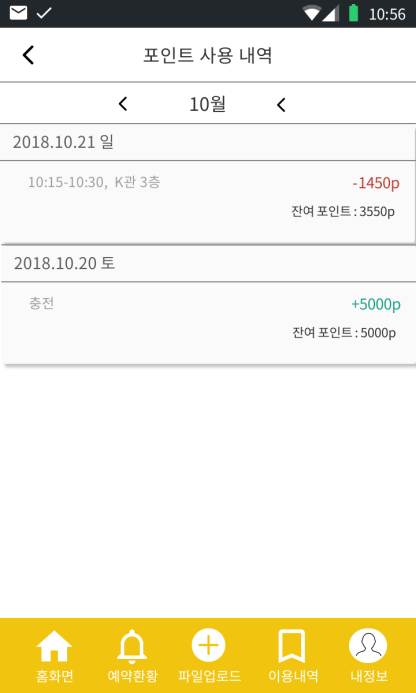 10:56
포인트 사용 내역
10월
2018.10.21 일
10:15-10:30, K관 3층
-1450p
잔여 포인트 : 3550p
2018.10.20 토
충전
+5000p
잔여 포인트 : 5000p
홈화면 예약환황 파일업로드 이용내역 내정보